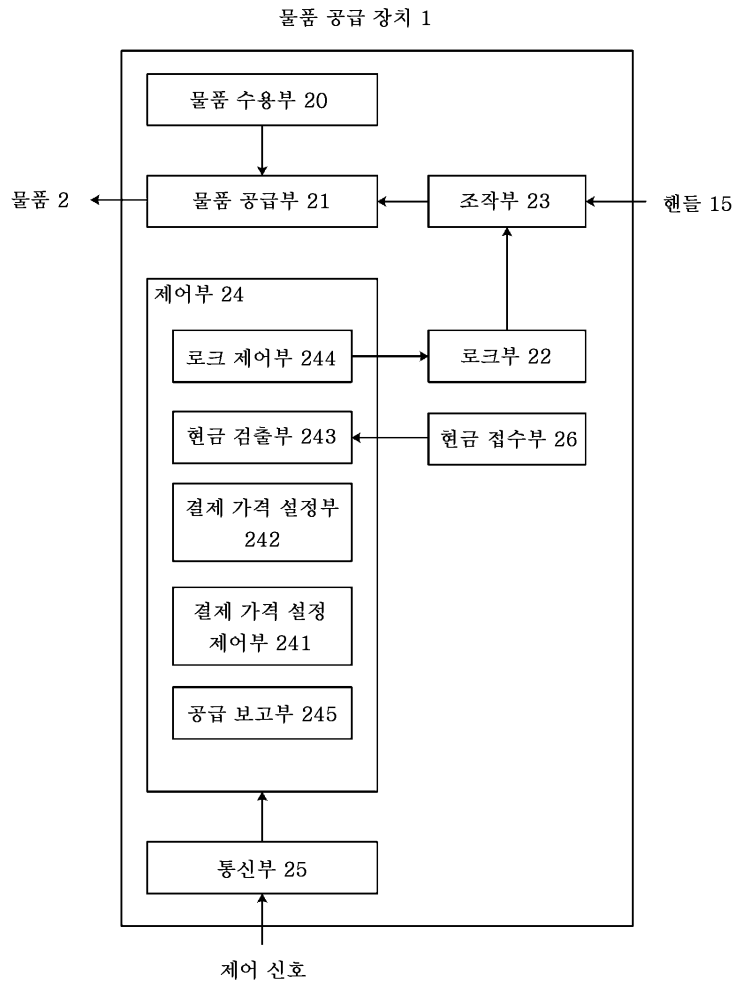 물품 공급 장치 1
물품 수용부 20
물품 2
물품 공급부 21
조작부 23
핸들 15
제어부 24
로크 제어부 244
로크부 22
현금 검출부 243
현금 접수부 26
결제 가격 설정부
242
결제 가격 설정
제어부 241
공급 보고부 245
통신부 25
제어 신호